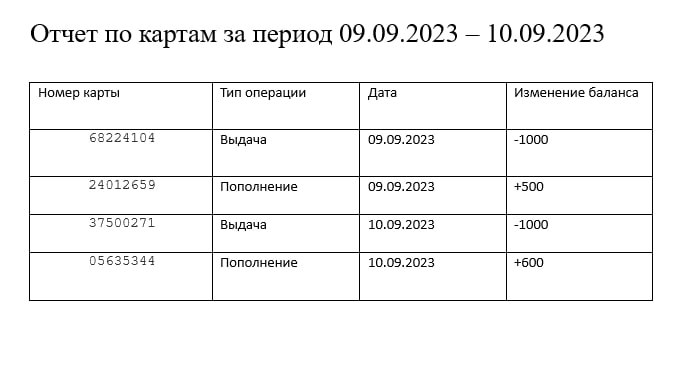 Отчет по картам за период 09.09.2023 – 10.09.2023
Номер карты Тип операции Дата Изменение баланса
68224104 Выдача 09.09.2023 -1000
24012659 Пополнение 09.09.2023 +500
37500271 Выдача 10.09.2023 -1000
05635344 Пополнение 10.09.2023 +600